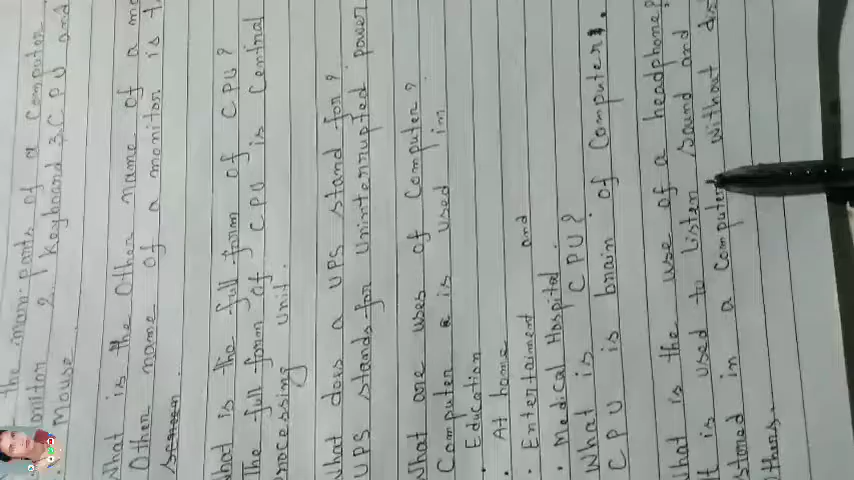 the main parts of a Computer
onitor 2. Keyboard 3. CPU and
Mouse.
What is the Other name of a mo
Other name of a monitor is
screen.
What is the full form of CPU?
The full form of CPU is Central
processing unit.
What does a UPS stand for?
UPS stands for Uninterrupted power
What are uses of Computer?
Computer is used in
• Education
• At home
• Entertaiment and
• Medical Hospital.
What is CPU?
CPU is brain of Computer.
What is the use of a headphone?
It is used to listen sound and
stored in a Computer without dis
others.